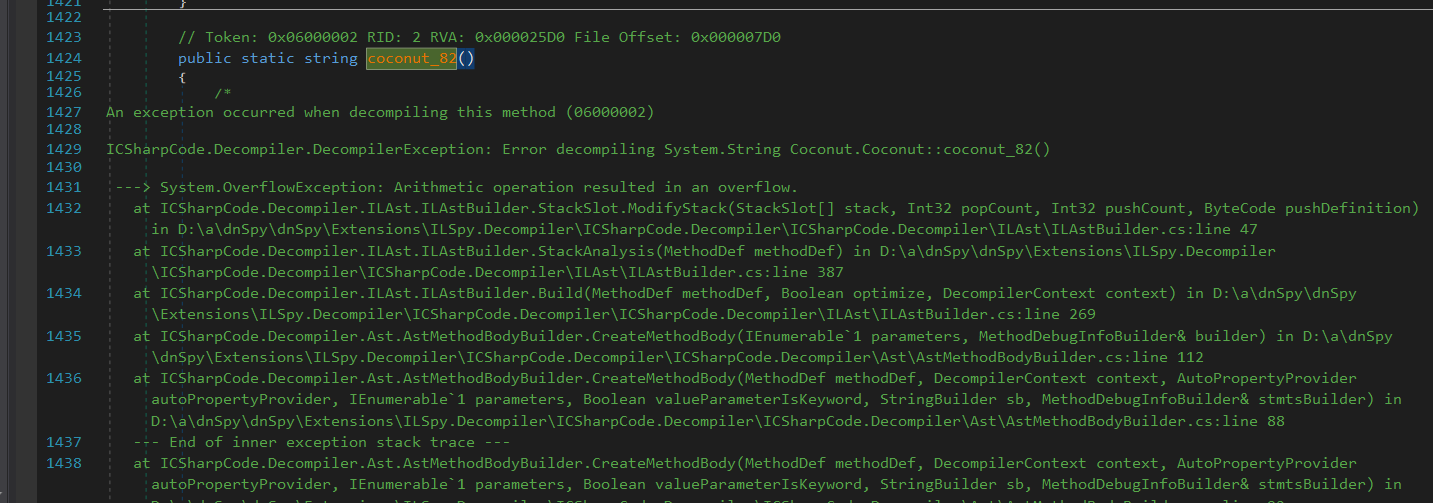 1421 }
1422
1423 // Token: 0x06000002 RID: 2 RVA: 0x000025D0 File Offset: 0x000007D0
1424 public static string coconut_82()
1425 {
1426 /*
1427 An exception occurred when decompiling this method (06000002)
1428
1429 ICSharpCode.Decompiler.DecompilerException: Error decompiling System.String Coconut.Coconut::coconut_82()
1430
1431 ---> System.OverflowException: Arithmetic operation resulted in an overflow.
1432 at ICSharpCode.Decompiler.ILAst.ILAstBuilder.StackSlot.ModifyStack(StackSlot[] stack, Int32 popCount, Int32 pushCount, ByteCode pushDefinition)
in D:\a\dnSpy\dnSpy\Extensions\ILSpy.Decompiler\ICSharpCode.Decompiler\ICSharpCode.Decompiler\ILAst\ILAstBuilder.cs:line 47
1433 at ICSharpCode.Decompiler.ILAst.ILAstBuilder.StackAnalysis(MethodDef methodDef) in D:\a\dnSpy\dnSpy\Extensions\ILSpy.Decompiler
\ICSharpCode.Decompiler\ICSharpCode.Decompiler\ILAst\ILAstBuilder.cs:line 387
1434 at ICSharpCode.Decompiler.ILAst.ILAstBuilder.Build(MethodDef methodDef, Boolean optimize, DecompilerContext context) in D:\a\dnSpy\dnSpy
\Extensions\ILSpy.Decompiler\ICSharpCode.Decompiler\ICSharpCode.Decompiler\ILAst\ILAstBuilder.cs:line 269
1435 at ICSharpCode.Decompiler.Ast.AstMethodBodyBuilder.CreateMethodBody(IEnumerable`1 parameters, MethodDebugInfoBuilder& builder) in D:\a\dnSpy
\dnSpy\Extensions\ILSpy.Decompiler\ICSharpCode.Decompiler\ICSharpCode.Decompiler\Ast\AstMethodBodyBuilder.cs:line 112
1436 at ICSharpCode.Decompiler.Ast.AstMethodBodyBuilder.CreateMethodBody(MethodDef methodDef, DecompilerContext context, AutoPropertyProvider
autoPropertyProvider, IEnumerable`1 parameters, Boolean valueParameterIsKeyword, StringBuilder sb, MethodDebugInfoBuilder& stmtsBuilder) in
D:\a\dnSpy\dnSpy\Extensions\ILSpy.Decompiler\ICSharpCode.Decompiler\ICSharpCode.Decompiler\Ast\AstMethodBodyBuilder.cs:line 88
1437 --- End of inner exception stack trace ---
1438 at ICSharpCode.Decompiler.Ast.AstMethodBodyBuilder.CreateMethodBody(MethodDef methodDef, DecompilerContext context, AutoPropertyProvider
autoPropertyProvider, IEnumerable`1 parameters, Boolean valueParameterIsKeyword, StringBuilder sb, MethodDebugInfoBuilder& stmtsBuilder) in